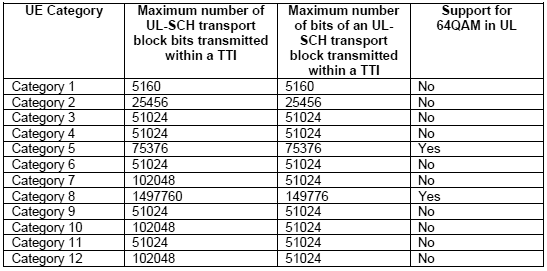 UE Category Maximum number of Maximum number Support for
UL-SCH transport of bits of an UL- 64QAM in UL
block bits transmitted SCH transport
within a TTI block transmitted
within a TTI
Category 1 5160 5160 No
Category 2 25456 25456 No
Category 3 51024 51024 No
Category 4 51024 51024 No
Category 5 75376 75376 Yes
Category 6 51024 51024 No
Category 7 102048 51024 No
Category 8 1497760 149776 Yes
Category 9 51024 51024 No
Category 10 102048 51024 No
Category 11 51024 51024 No
Category 12 102048 51024 No